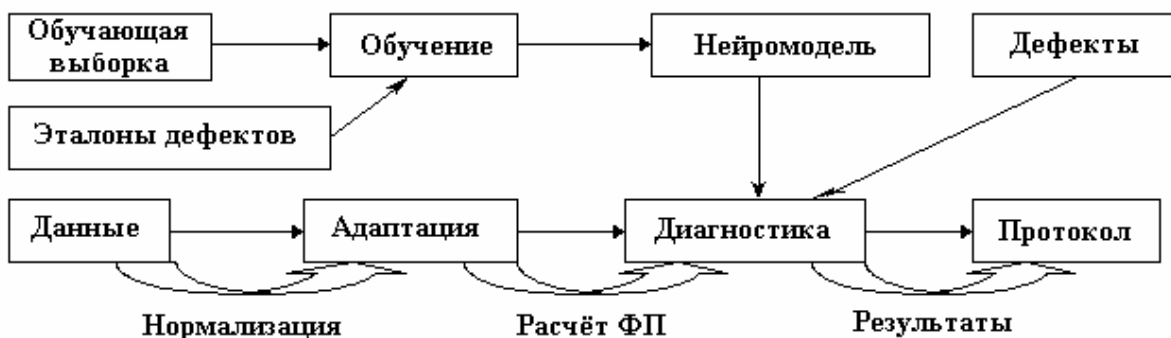 Обучающая
выборка
Обучение
Нейромодель
Дефекты
Эталоны дефектов
Данные
Адаптация
Диагностика
Протокол
Нормализация
Расчёт ФП
Результаты